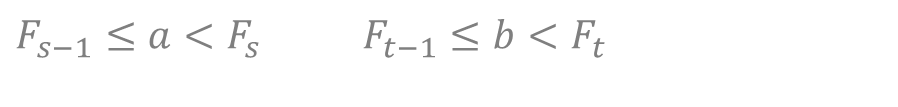 F_{s−1} ≤ a < F_s F_{t−1} ≤ b < F_t